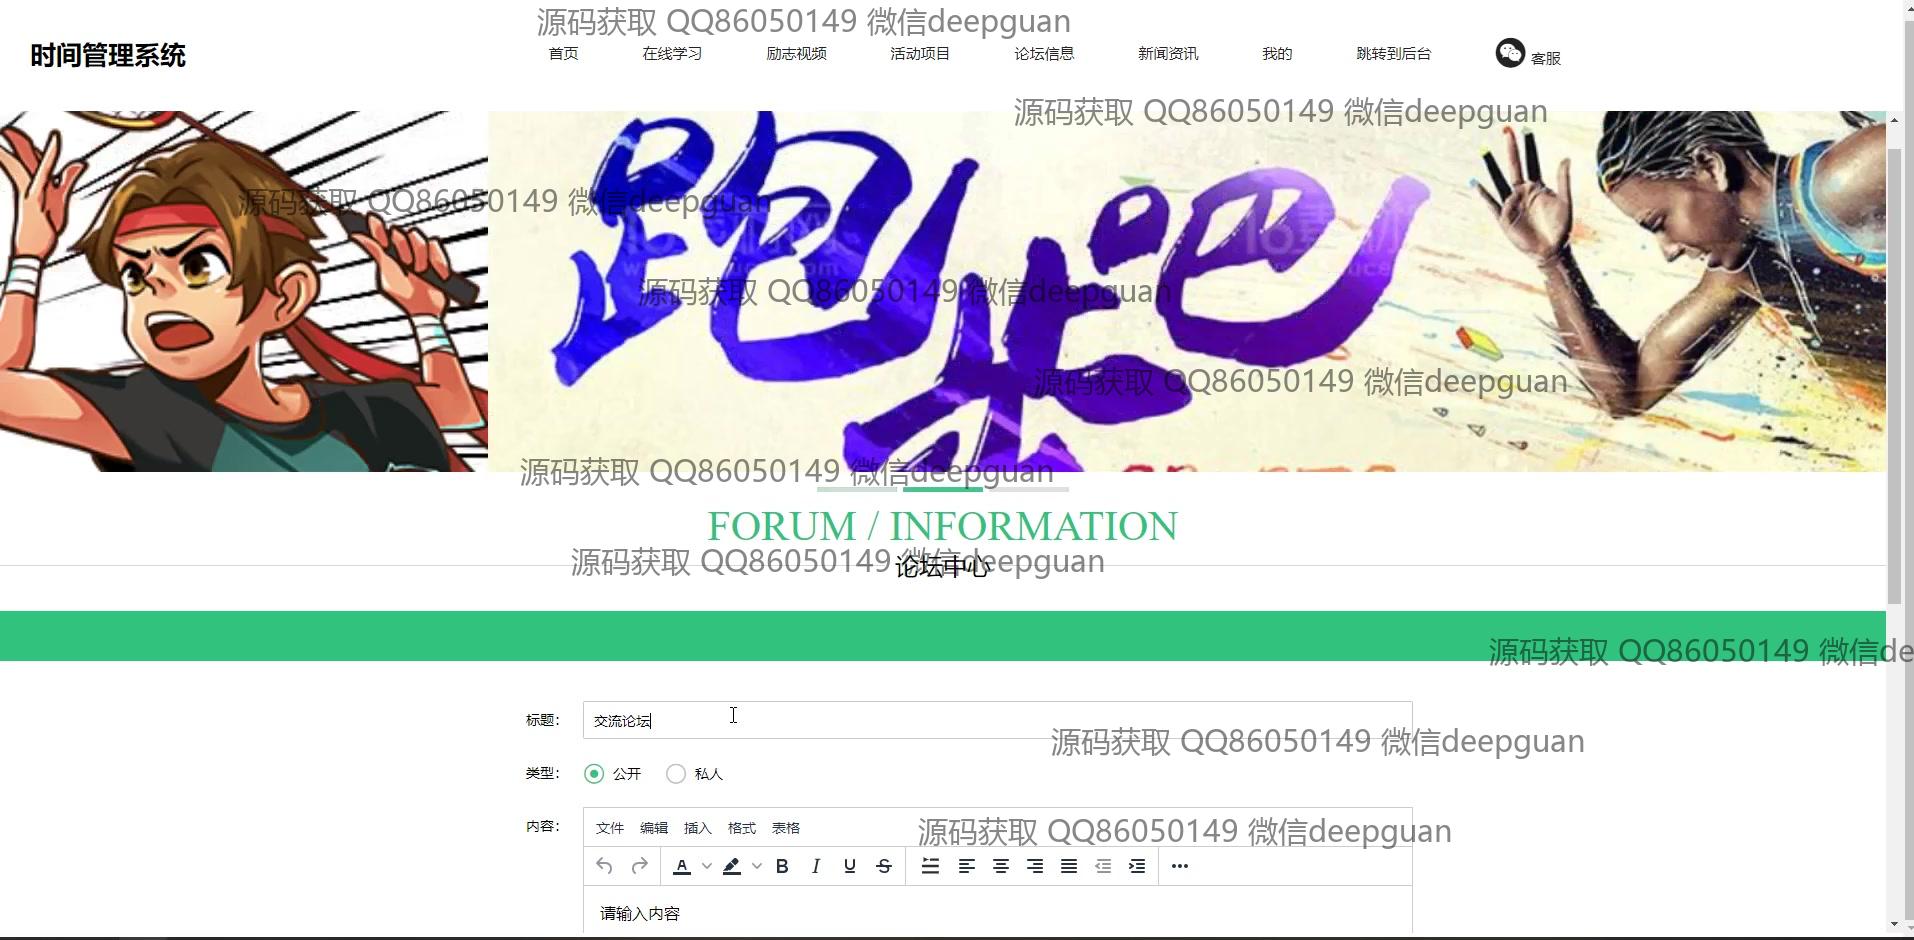 源码获取 QQ86050149 微信deepguan
时间管理系统
首页 在线学习 励志视频 活动项目 论坛信息 新闻资讯 我的 跳转到后台 客服
源码获取 QQ86050149 微信deepguan
源码获取 QQ86050149 微信deepguan
跑起来吧
源码获取 QQ86050149 微信deepguan
源码获取 QQ86050149 微信deepguan
源码获取 QQ86050149 微信deepguan
FORUM / INFORMATION
源码获取 QQ86050149 微信deepguan
论坛中心
源码获取 QQ86050149 微信de
标题： 交流论坛
源码获取 QQ86050149 微信deepguan
类型： 公开 私人
内容： 文件 编辑 插入 格式 表格
源码获取 QQ86050149 微信deepguan
A B I U S
请输入内容